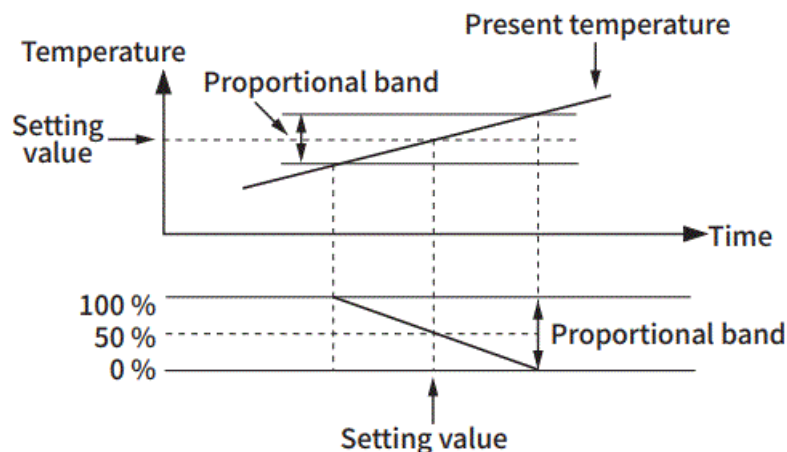 Present temperature
Temperature
Proportional band
Setting
value
Time
100 %
50 %
Proportional band
0 %
Setting value